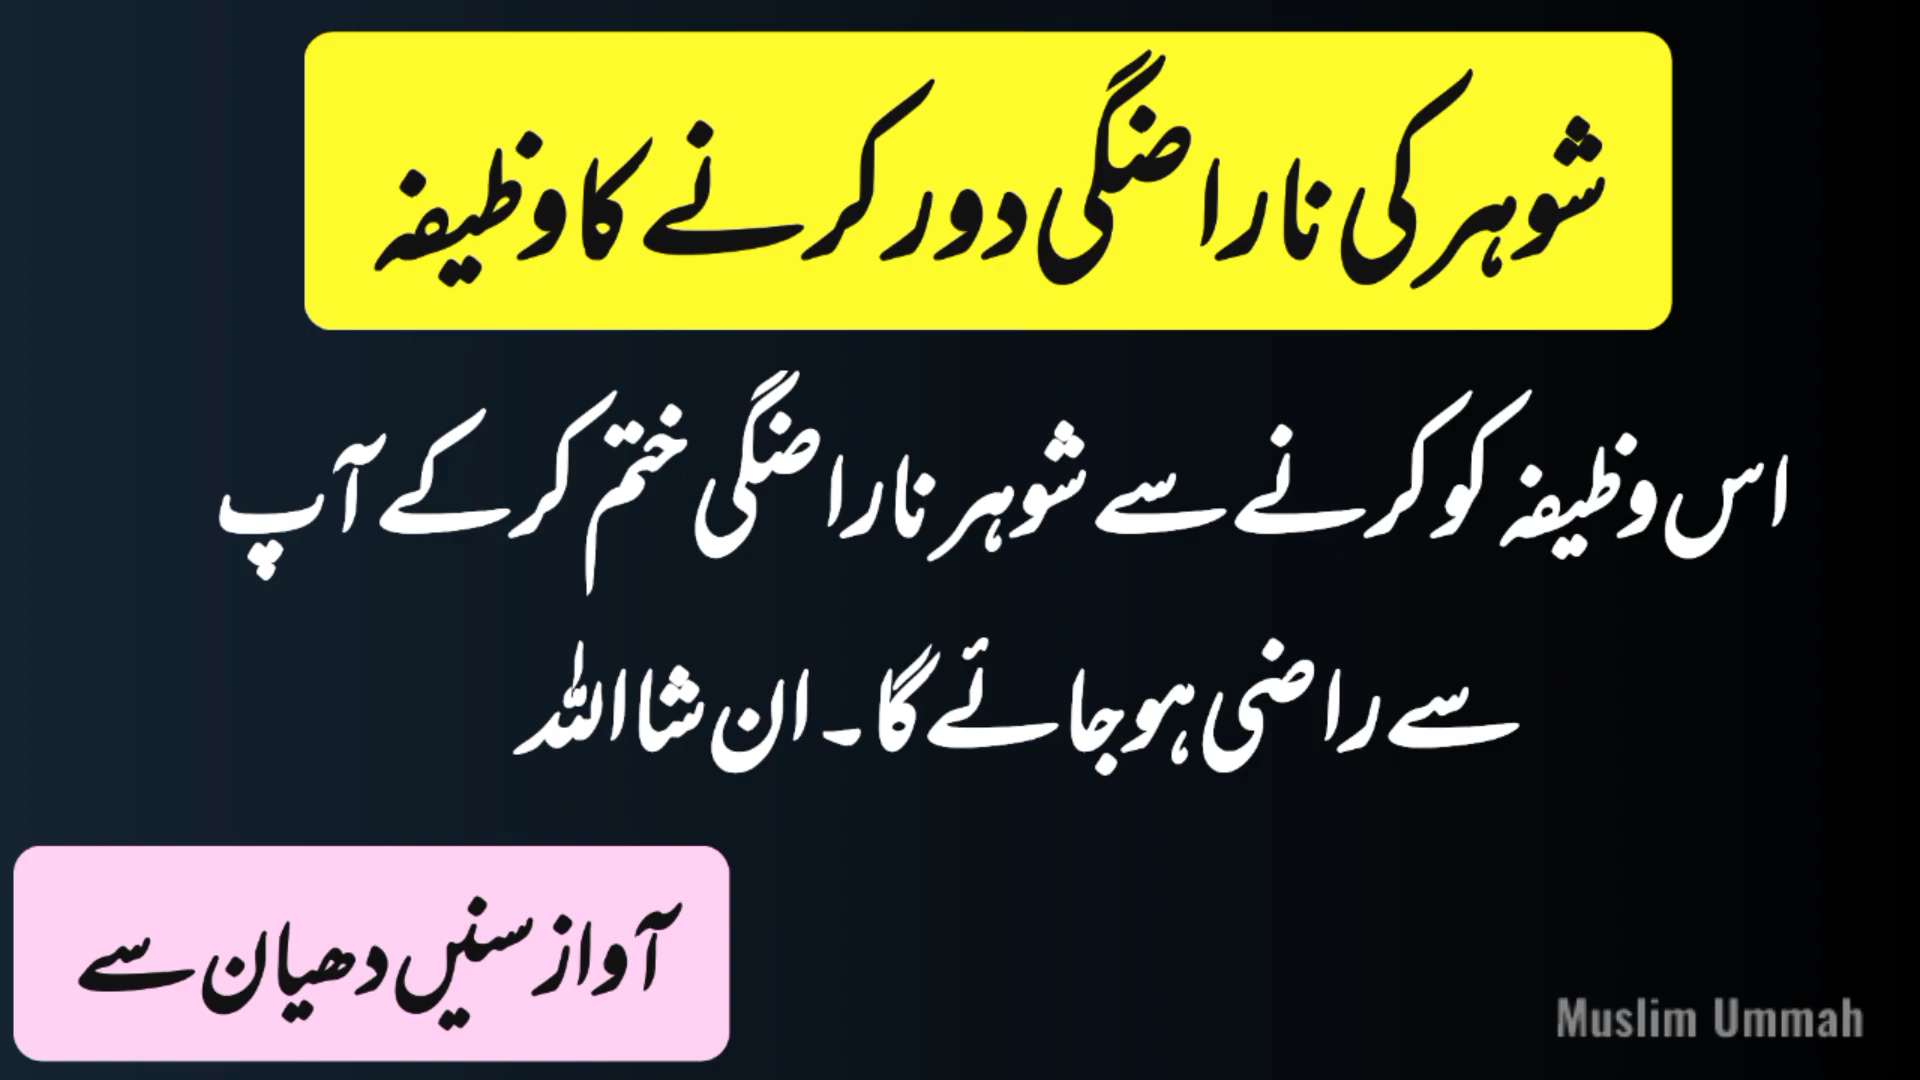 شوہر کی ناراضگی دور کرنے کا وظیفہ
اس وظیفہ کو کرنے سے شوہر ناراضگی ختم کر کے آپ
سے راضی ہو جائے گا۔ ان شا اللہ
آواز سنیں دھیان سے
Muslim Ummah